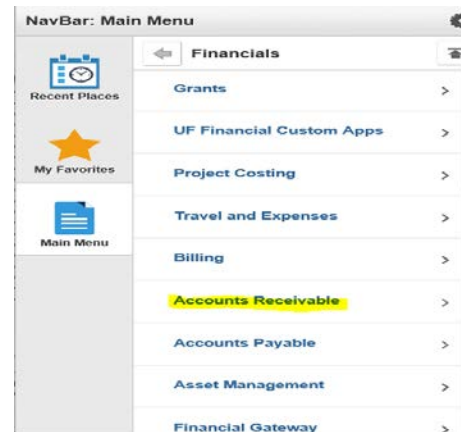 NavBar: Main Menu
Recent Places
My Favorites
Main Menu
Financials
Grants
UF Financial Custom Apps
Project Costing
Travel and Expenses
Billing
Accounts Receivable
Accounts Payable
Asset Management
Financial Gateway